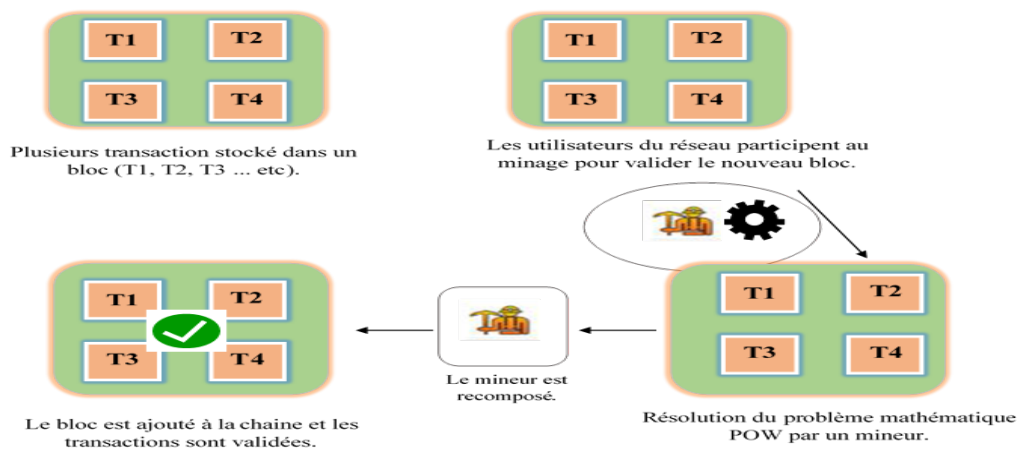 T1 T2
T3 T4
Plusieurs transaction stocké dans un
bloc (T1, T2, T3 ... etc).
T1 T2
T3 T4
Les utilisateurs du réseau participent au
minage pour valider le nouveau bloc.
T1 T2
T3 T4
Résolution du problème mathématique
POW par un mineur.
Le mineur est
recomposé.
T1 T2
T3 T4
Le bloc est ajouté à la chaine et les
transactions sont validées.